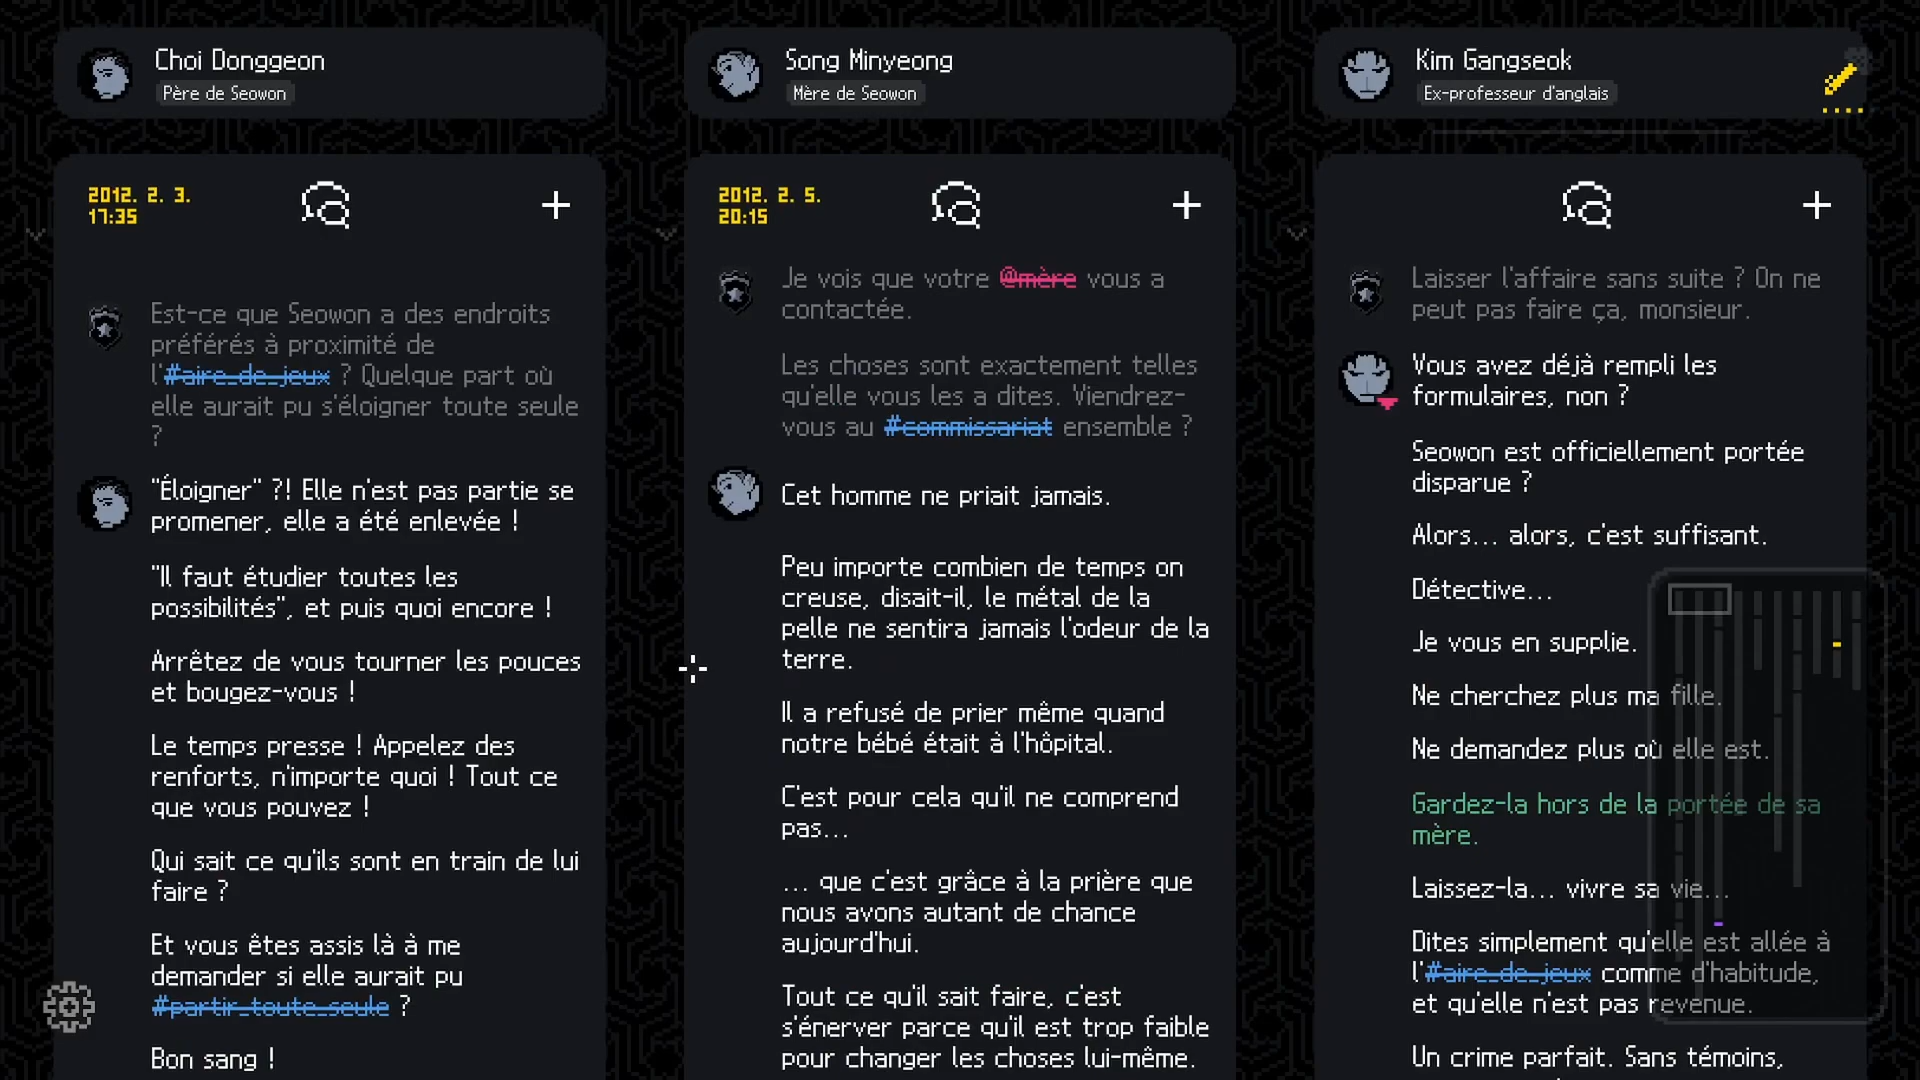 Choi Donggeon
Père de Seowon
2012. 2. 3.
17:35
Est-ce que Seowon a des endroits
préférés à proximité de
l'#aire_de_jeux ? Quelque part où
elle aurait pu s'éloigner toute seule
?
"Éloigner" ?! Elle n'est pas partie se
promener, elle a été enlevée !
"Il faut étudier toutes les
possibilités", et puis quoi encore !
Arrêtez de vous tourner les pouces
et bougez-vous !
Le temps presse ! Appelez des
renforts, n'importe quoi ! Tout ce
que vous pouvez !
Qui sait ce qu'ils sont en train de lui
faire ?
Et vous êtes assis là à me
demander si elle aurait pu
#partir_toute_seule ?
Bon sang !
Song Minyeong
Mère de Seowon
2012. 2. 5.
20:15
Je vois que votre @mère vous a
contactée.
Les choses sont exactement telles
qu'elle vous les a dites. Viendrez-
vous au #commissariat ensemble ?
Cet homme ne priait jamais.
Peu importe combien de temps on
creuse, disait-il, le métal de la
pelle ne sentira jamais l'odeur de la
terre.
Il a refusé de prier même quand
notre bébé était à l'hôpital.
C'est pour cela qu'il ne comprend
pas...
... que c'est grâce à la prière que
nous avons autant de chance
aujourd'hui.
Tout ce qu'il sait faire, c'est
s'énerver parce qu'il est trop faible
pour changer les choses lui-même.
Kim Gangseok
Ex-professeur d'anglais
Laisser l'affaire sans suite ? On ne
peut pas faire ça, monsieur.
Vous avez déjà rempli les
formulaires, non ?
Seowon est officiellement portée
disparue ?
Alors... alors, c'est suffisant.
Détective...
Je vous en supplie.
Ne cherchez plus ma fille.
Ne demandez plus où elle est.
Gardez-la hors de la portée de sa
mère.
Laissez-la... vivre sa vie...
Dites simplement qu'elle est allée à
l'#aire_de_jeux comme d'habitude,
et qu'elle n'est pas revenue.
Un crime parfait. Sans témoins,